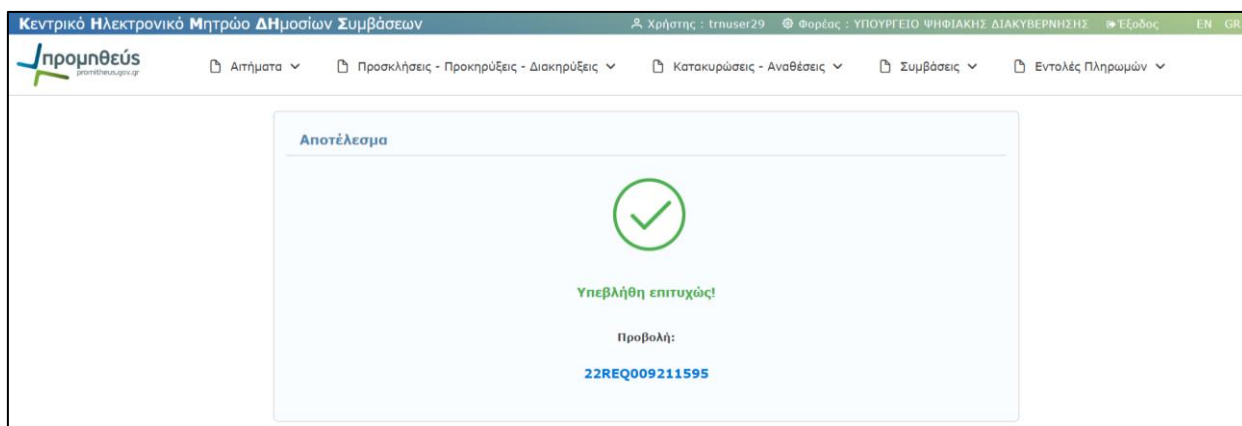 Κεντρικό Ηλεκτρονικό Μητρώο ΔΗμοσίων Συμβάσεων Χρήστης : trnuser29 Φορέας : ΥΠΟΥΡΓΕΙΟ ΨΗΦΙΑΚΗΣ ΔΙΑΚΥΒΕΡΝΗΣΗΣ Έξοδος EN GR
προμηθεύs
promitheus.gov.gr
Αιτήματα Προσκλήσεις - Προκηρύξεις - Διακηρύξεις Κατακυρώσεις - Αναθέσεις Συμβάσεις Εντολές Πληρωμών
Αποτέλεσμα
Υπεβλήθη επιτυχώς!
Προβολή:
22REQ009211595